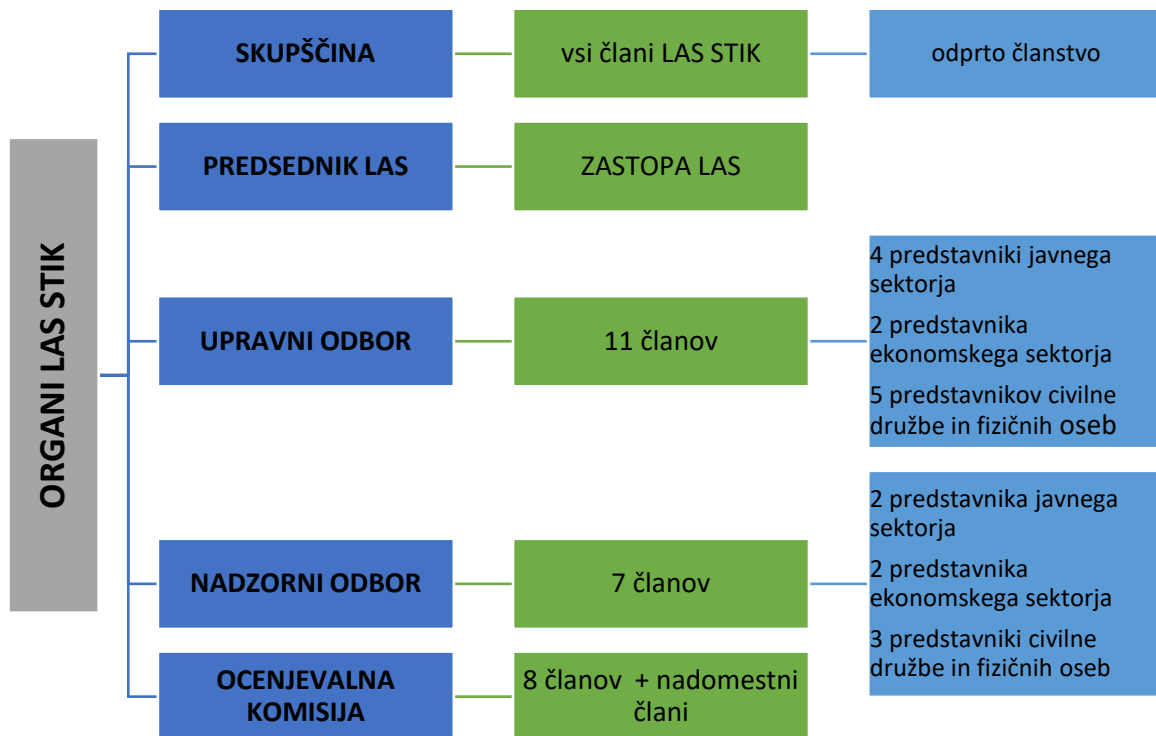 ORGANI LAS STIK
SKUPŠČINA
vsi člani LAS STIK
odprto članstvo
PREDSEDNIK LAS
ZASTOPA LAS
UPRAVNI ODBOR
11 članov
4 predstavniki javnega
sektorja
2 predstavnika
ekonomskega sektorja
5 predstavnikov civilne
družbe in fizičnih oseb
NADZORNI ODBOR
7 članov
2 predstavnika javnega
sektorja
2 predstavnika
ekonomskega sektorja
3 predstavniki civilne
družbe in fizičnih oseb
OCENJEVALNA
KOMISIJA
8 članov + nadomestni
člani